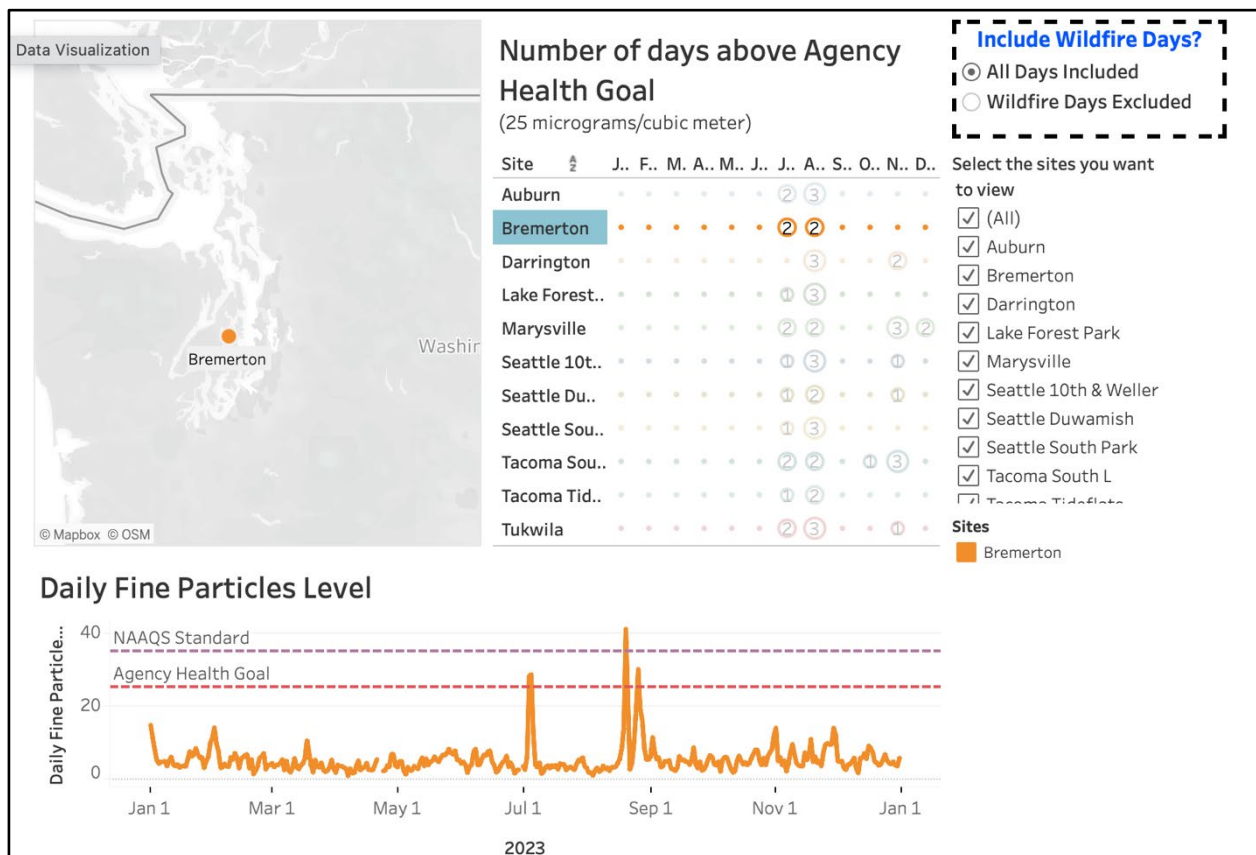 Data Visualization
Bremerton
Washin
© Mapbox © OSM
Number of days above Agency
Health Goal
(25 micrograms/cubic meter)
Site A Z J.. F.. M. A.. M.. J.. J.. A.. S.. O.. N.. D..
Auburn 2 3
Bremerton 2 2
Darrington 3 2
Lake Forest.. 1 3
Marysville 2 2 3 2
Seattle 10t.. 1 3 1
Seattle Du.. 1 2 1
Seattle Sou.. 1 3
Tacoma Sou.. 2 2 1 3
Tacoma Tid.. 1 2
Tukwila 2 3 1
Include Wildfire Days?
All Days Included
Wildfire Days Excluded
Select the sites you want
to view
(All)
Auburn
Bremerton
Darrington
Lake Forest Park
Marysville
Seattle 10th & Weller
Seattle Duwamish
Seattle South Park
Tacoma South L
Tacoma Tideflats
Sites
Bremerton
Daily Fine Particles Level
Daily Fine Particle...
40
20
0
NAAQS Standard
Agency Health Goal
Jan 1 Mar 1 May 1 Jul 1 Sep 1 Nov 1 Jan 1
2023